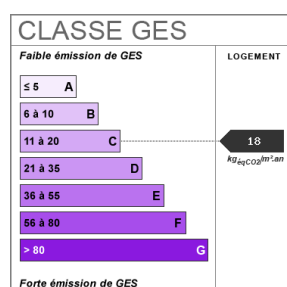 CLASSE GES
Faible émission de GES
LOGEMENT
≤ 5 A
6 à 10 B
11 à 20 C
18
kgéqCO2/m².an
21 à 35 D
36 à 55 E
56 à 80 F
> 80 G
Forte émission de GES